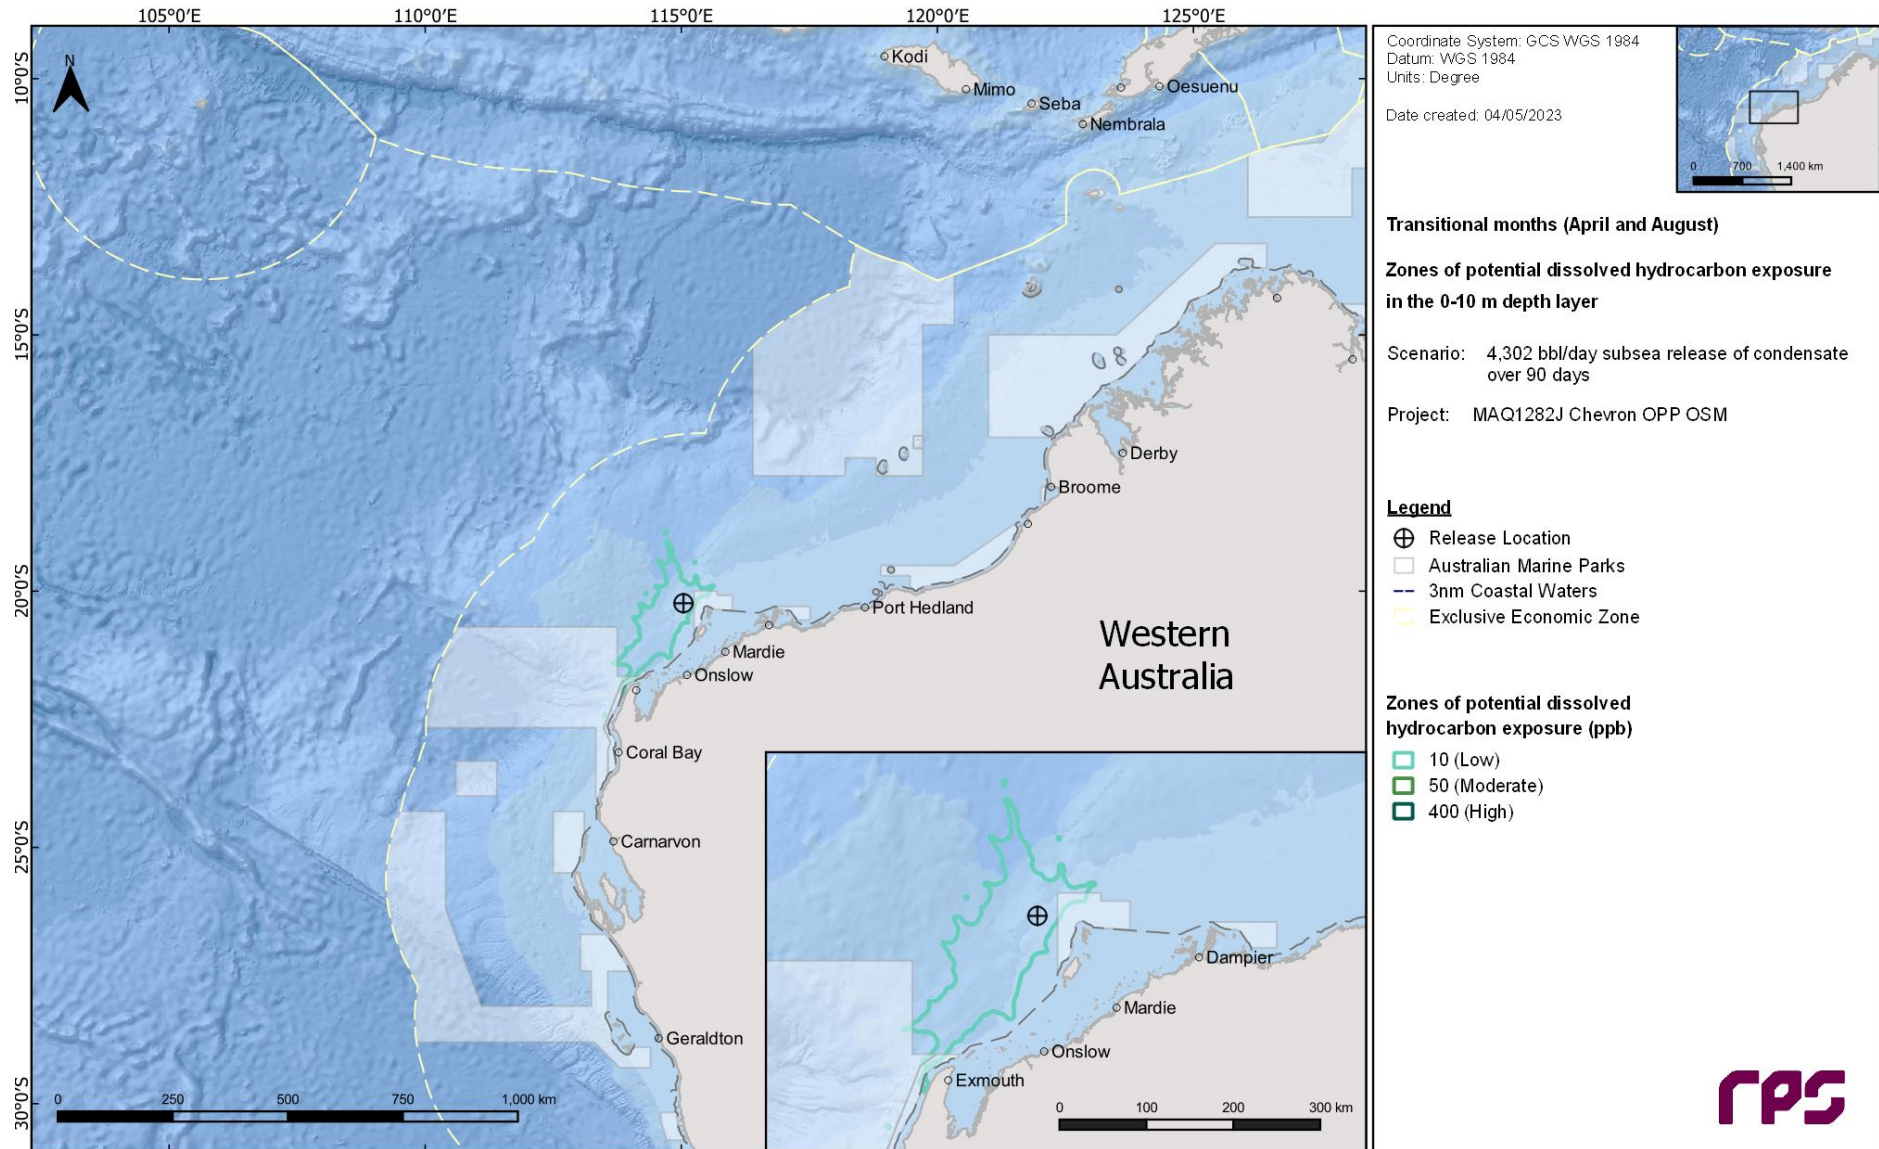 105°0'E
110°0'E
115°0'E
120°0'E
125°0'E
10°0'S
15°0'S
20°0'S
25°0'S
30°0'S
N
Kodi
Mimo
Seba
Oesuenu
Nembrala
Derby
Broome
Port Hedland
Mardie
Onslow
Coral Bay
Carnarvon
Geraldton
Western
Australia
0 250 500 750 1,000 km
Dampier
Mardie
Onslow
Exmouth
0 100 200 300 km
Coordinate System: GCS WGS 1984
Datum: WGS 1984
Units: Degree
Date created: 04/05/2023
0 700 1,400 km
Transitional months (April and August)
Zones of potential dissolved hydrocarbon exposure
in the 0-10 m depth layer
Scenario: 4,302 bbl/day subsea release of condensate
over 90 days
Project: MAQ1282J Chevron OPP OSM
Legend
Release Location
Australian Marine Parks
3nm Coastal Waters
Exclusive Economic Zone
Zones of potential dissolved
hydrocarbon exposure (ppb)
10 (Low)
50 (Moderate)
400 (High)
rps